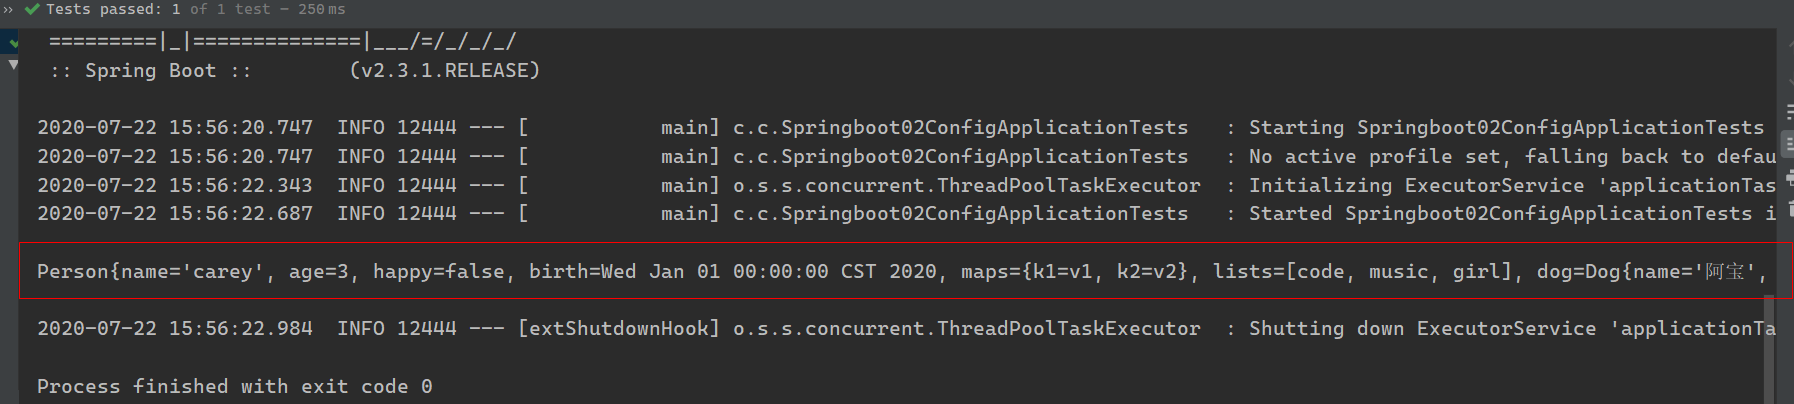 Tests passed: 1 of 1 test – 250 ms
=========|_|==============|___/=/_/_/_/
:: Spring Boot ::        (v2.3.1.RELEASE)
2020-07-22 15:56:20.747  INFO 12444 --- [           main] c.c.Springboot02ConfigApplicationTests   : Starting Springboot02ConfigApplicationTests
2020-07-22 15:56:20.747  INFO 12444 --- [           main] c.c.Springboot02ConfigApplicationTests   : No active profile set, falling back to defau
2020-07-22 15:56:22.343  INFO 12444 --- [           main] o.s.s.concurrent.ThreadPoolTaskExecutor  : Initializing ExecutorService 'applicationTas
2020-07-22 15:56:22.687  INFO 12444 --- [           main] c.c.Springboot02ConfigApplicationTests   : Started Springboot02ConfigApplicationTests i
Person{name='carey', age=3, happy=false, birth=Wed Jan 01 00:00:00 CST 2020, maps={k1=v1, k2=v2}, lists=[code, music, girl], dog=Dog{name='阿宝',
2020-07-22 15:56:22.984  INFO 12444 --- [extShutdownHook] o.s.s.concurrent.ThreadPoolTaskExecutor  : Shutting down ExecutorService 'applicationTa
Process finished with exit code 0